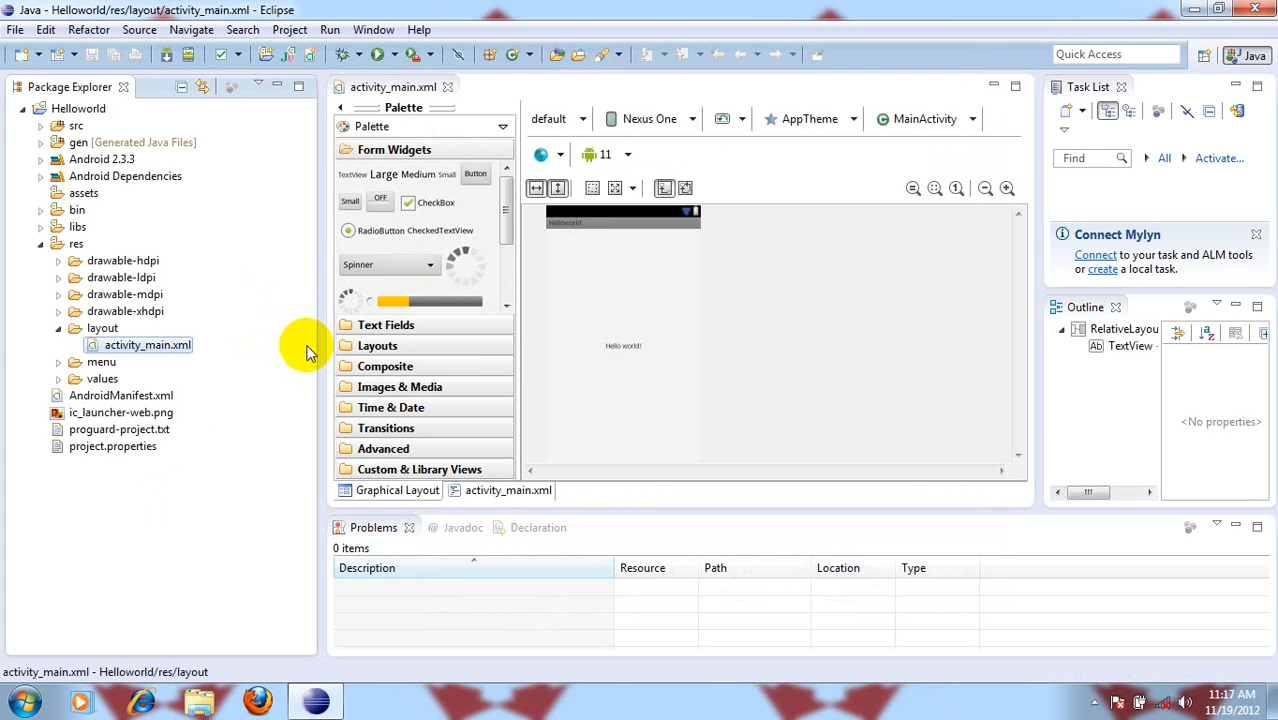 Java - Helloworld/res/layout/activity_main.xml - Eclipse
File Edit Refactor Source Navigate Search Project Run Window Help
Quick Access
Java
Package Explorer
Helloworld
src
gen [Generated Java Files]
Android 2.3.3
Android Dependencies
assets
bin
libs
res
drawable-hdpi
drawable-ldpi
drawable-mdpi
drawable-xhdpi
layout
activity_main.xml
menu
values
AndroidManifest.xml
ic_launcher-web.png
proguard-project.txt
project.properties
activity_main.xml
Palette
Palette
Form Widgets
TextView Large Medium Small Button
Small OFF CheckBox
RadioButton CheckedTextView
Spinner
Text Fields
Layouts
Composite
Images & Media
Time & Date
Transitions
Advanced
Custom & Library Views
default Nexus One AppTheme MainActivity
11
Helloworld
Hello world!
Graphical Layout activity_main.xml
Task List
Find All Activate...
Connect Mylyn
Connect to your task and ALM tools
or create a local task.
Outline
RelativeLayou
Ab TextView
<No properties>
Problems @ Javadoc Declaration
0 items
Description Resource Path Location Type
activity_main.xml - Helloworld/res/layout
11:17 AM
11/19/2012